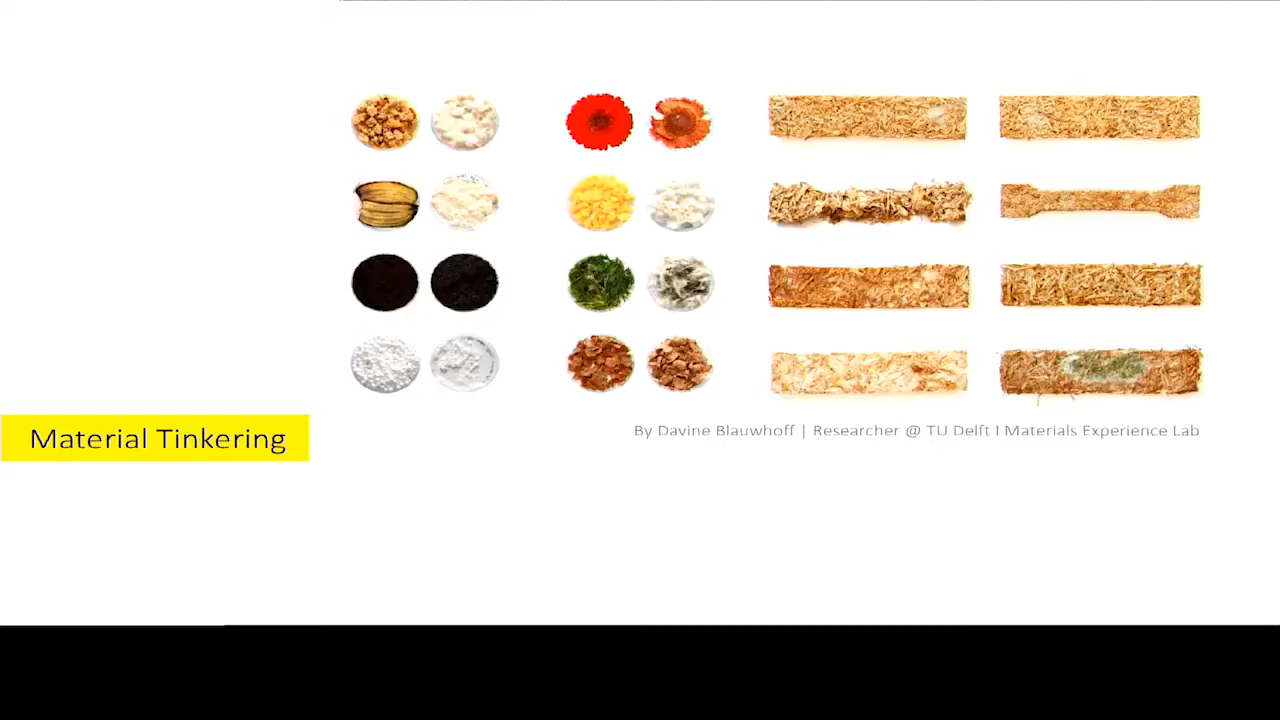 Material Tinkering
By Davine Blauwhoff | Researcher @ TU Delft I Materials Experience Lab